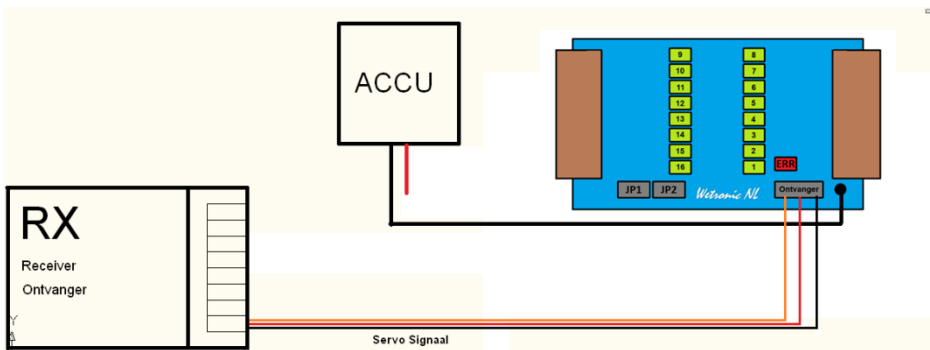 ACCU
9 8
10 7
11 6
12 5
13 4
14 3
15 2
16 1
ERR
JP1 JP2 Wetronic NL Ontvanger
RX
Receiver
Ontvanger
Y
Servo Signaal